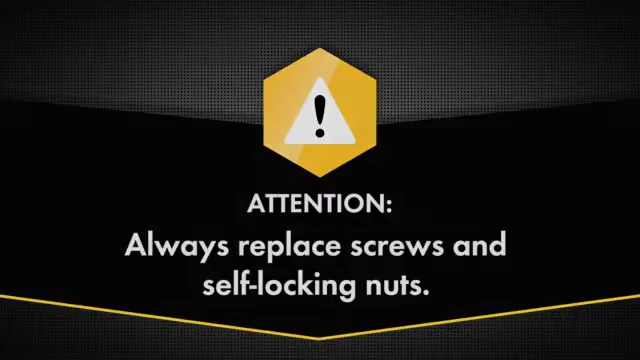 ATTENTION:
Always replace screws and
self-locking nuts.